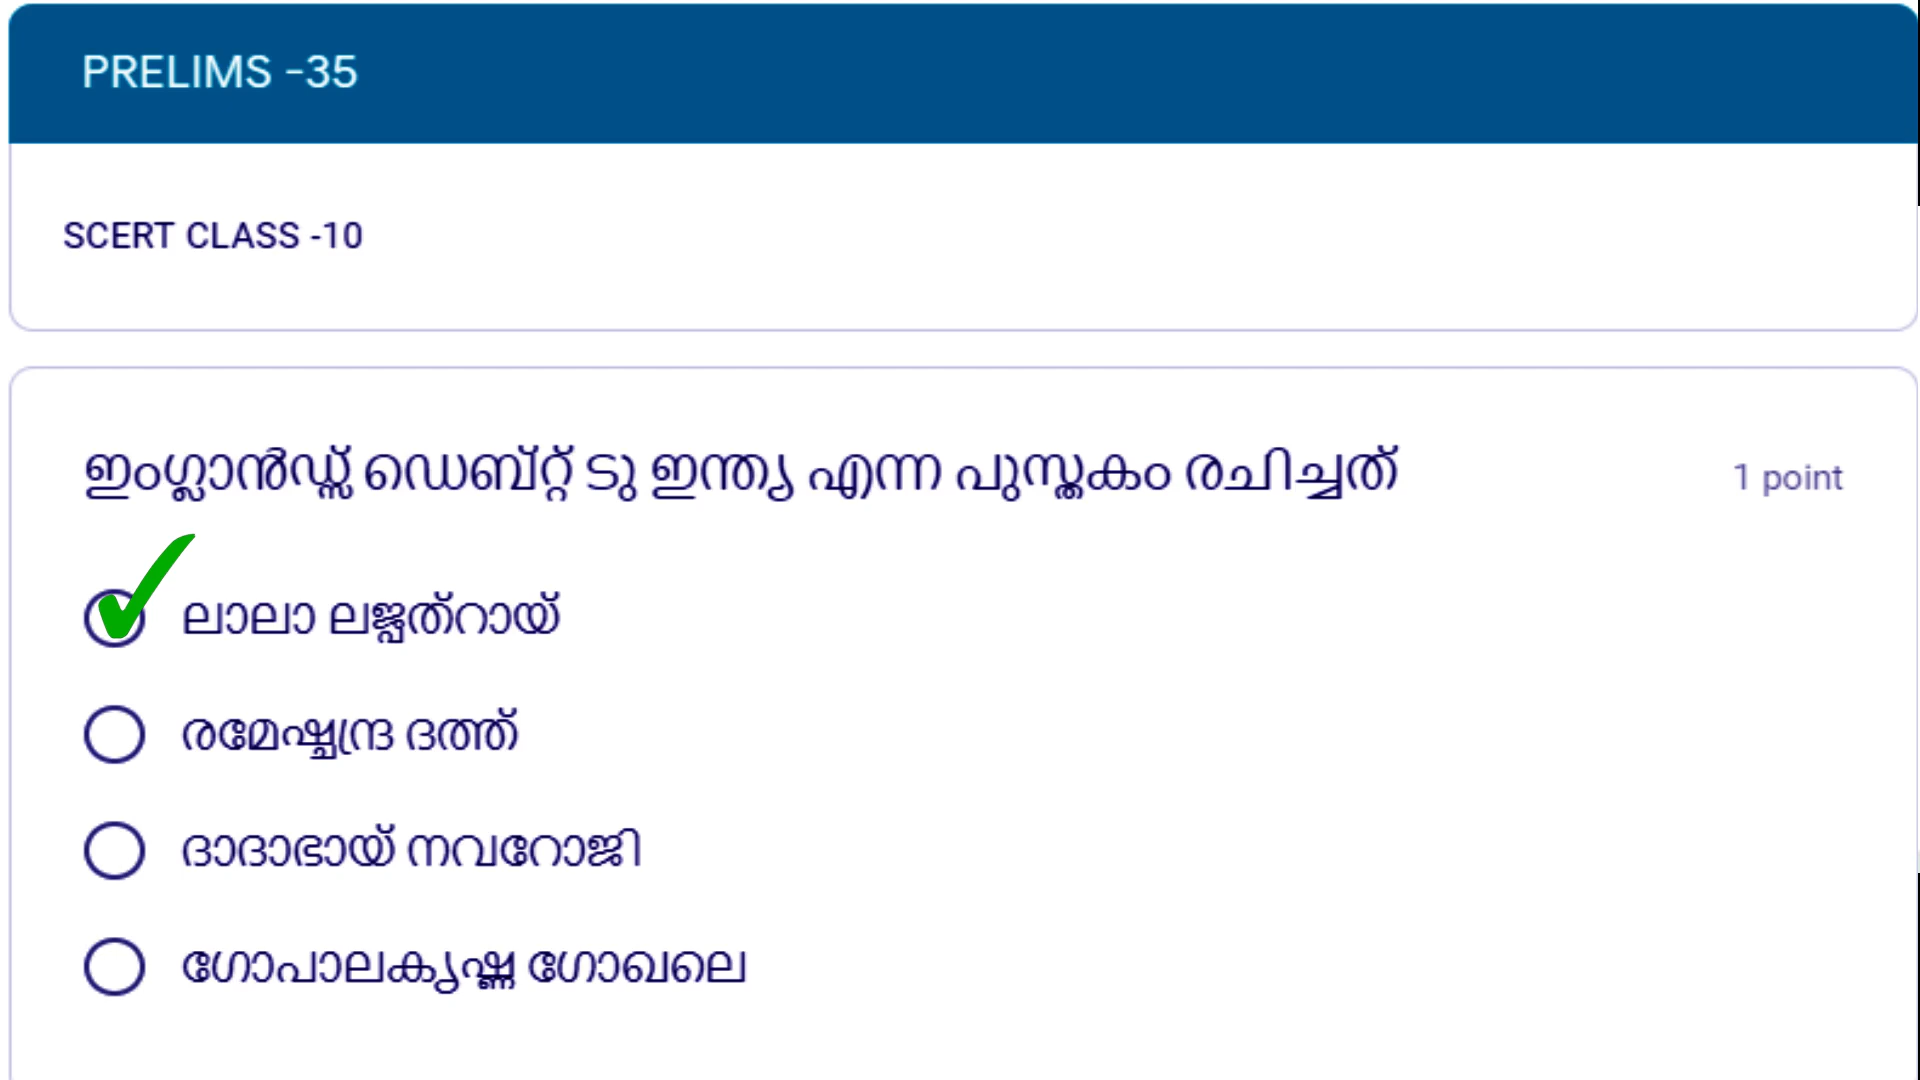 PRELIMS -35
SCERT CLASS -10
ഇംഗ്ലാൻഡ്സ് ഡെബ്റ്റ് ടു ഇന്ത്യ എന്ന പുസ്തകം രചിച്ചത് 1 point
ലാലാ ലജ്പത്റായ്
രമേഷ്ചന്ദ്ര ദത്ത്
ദാദാഭായ് നവറോജി
ഗോപാലകൃഷ്ണ ഗോഖലെ